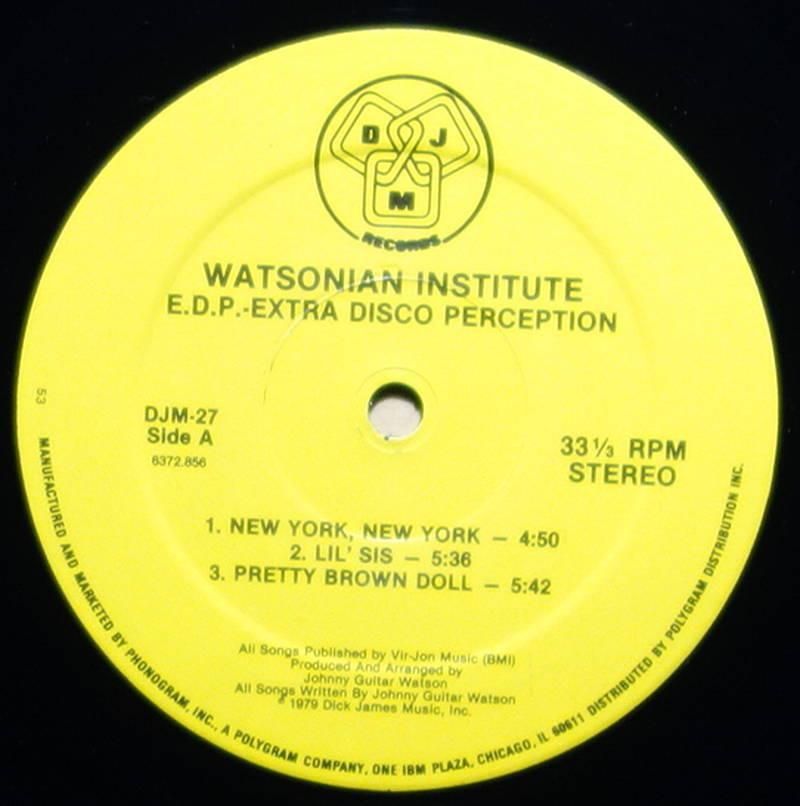 D J
M
RECORDS
WATSONIAN INSTITUTE
E.D.P.-EXTRA DISCO PERCEPTION
DJM-27
Side A
6372.856
53
33 ⅓ RPM
STEREO
1. NEW YORK, NEW YORK — 4:50
2. LIL' SIS — 5:36
3. PRETTY BROWN DOLL — 5:42
All Songs Published by Vir-Jon Music (BMI)
Produced And Arranged by
Johnny Guitar Watson
All Songs Written By Johnny Guitar Watson
℗ 1979 Dick James Music, Inc.
MANUFACTURED AND MARKETED BY PHONOGRAM, INC., A POLYGRAM COMPANY, ONE IBM PLAZA, CHICAGO, IL 60611 DISTRIBUTED BY POLYGRAM DISTRIBUTION INC.